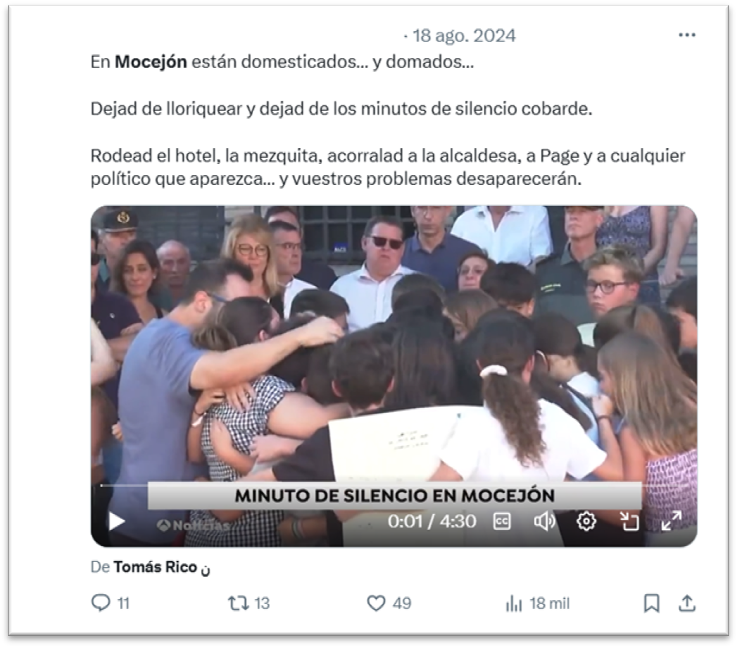 · 18 ago. 2024
En Mocejón están domesticados... y domados...
Dejad de lloriquear y dejad de los minutos de silencio cobarde.
Rodead el hotel, la mezquita, acorralad a la alcaldesa, a Page y a cualquier
político que aparezca... y vuestros problemas desaparecerán.
MINUTO DE SILENCIO EN MOCEJÓN
Noticias
0:01 / 4:30
CC
De Tomás Rico ن
11
13
49
18 mil